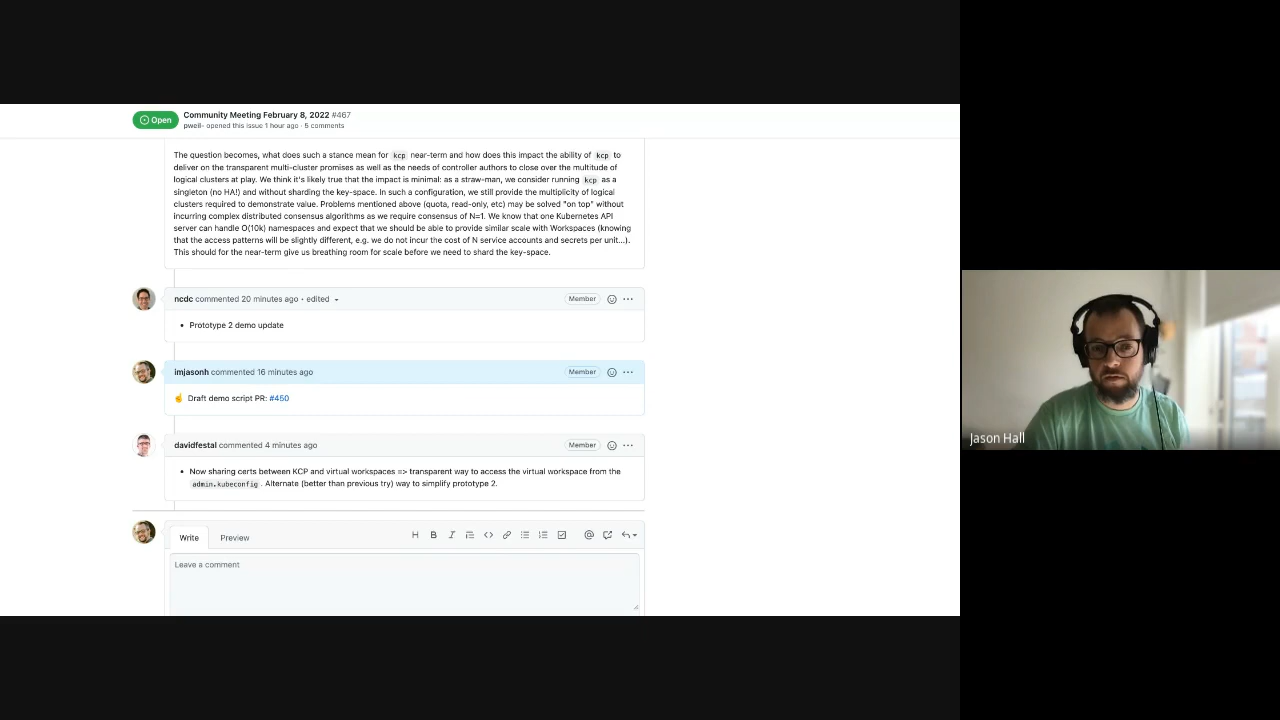 Open
Community Meeting February 8, 2022 #467
pweil- opened this issue 1 hour ago · 5 comments
The question becomes, what does such a stance mean for kcp near-term and how does this impact the ability of kcp to
deliver on the transparent multi-cluster promises as well as the needs of controller authors to close over the multitude of
logical clusters at play. We think it's likely true that the impact is minimal: as a straw-man, we consider running kcp as a
singleton (no HA!) and without sharding the key-space. In such a configuration, we still provide the multiplicity of logical
clusters required to demonstrate value. Problems mentioned above (quota, read-only, etc) may be solved "on top" without
incurring complex distributed consensus algorithms as we require consensus of N=1. We know that one Kubernetes API
server can handle O(10k) namespaces and expect that we should be able to provide similar scale with Workspaces (knowing
that the access patterns will be slightly different, e.g. we do not incur the cost of N service accounts and secrets per unit...).
This should for the near-term give us breathing room for scale before we need to shard the key-space.
ncdc commented 20 minutes ago • edited
Member
• Prototype 2 demo update
imjasonh commented 16 minutes ago
Member
☝ Draft demo script PR: #450
davidfestal commented 4 minutes ago
Member
• Now sharing certs between KCP and virtual workspaces => transparent way to access the virtual workspace from the
admin.kubeconfig . Alternate (better than previous try) way to simplify prototype 2.
Write
Preview
Leave a comment
Jason Hall